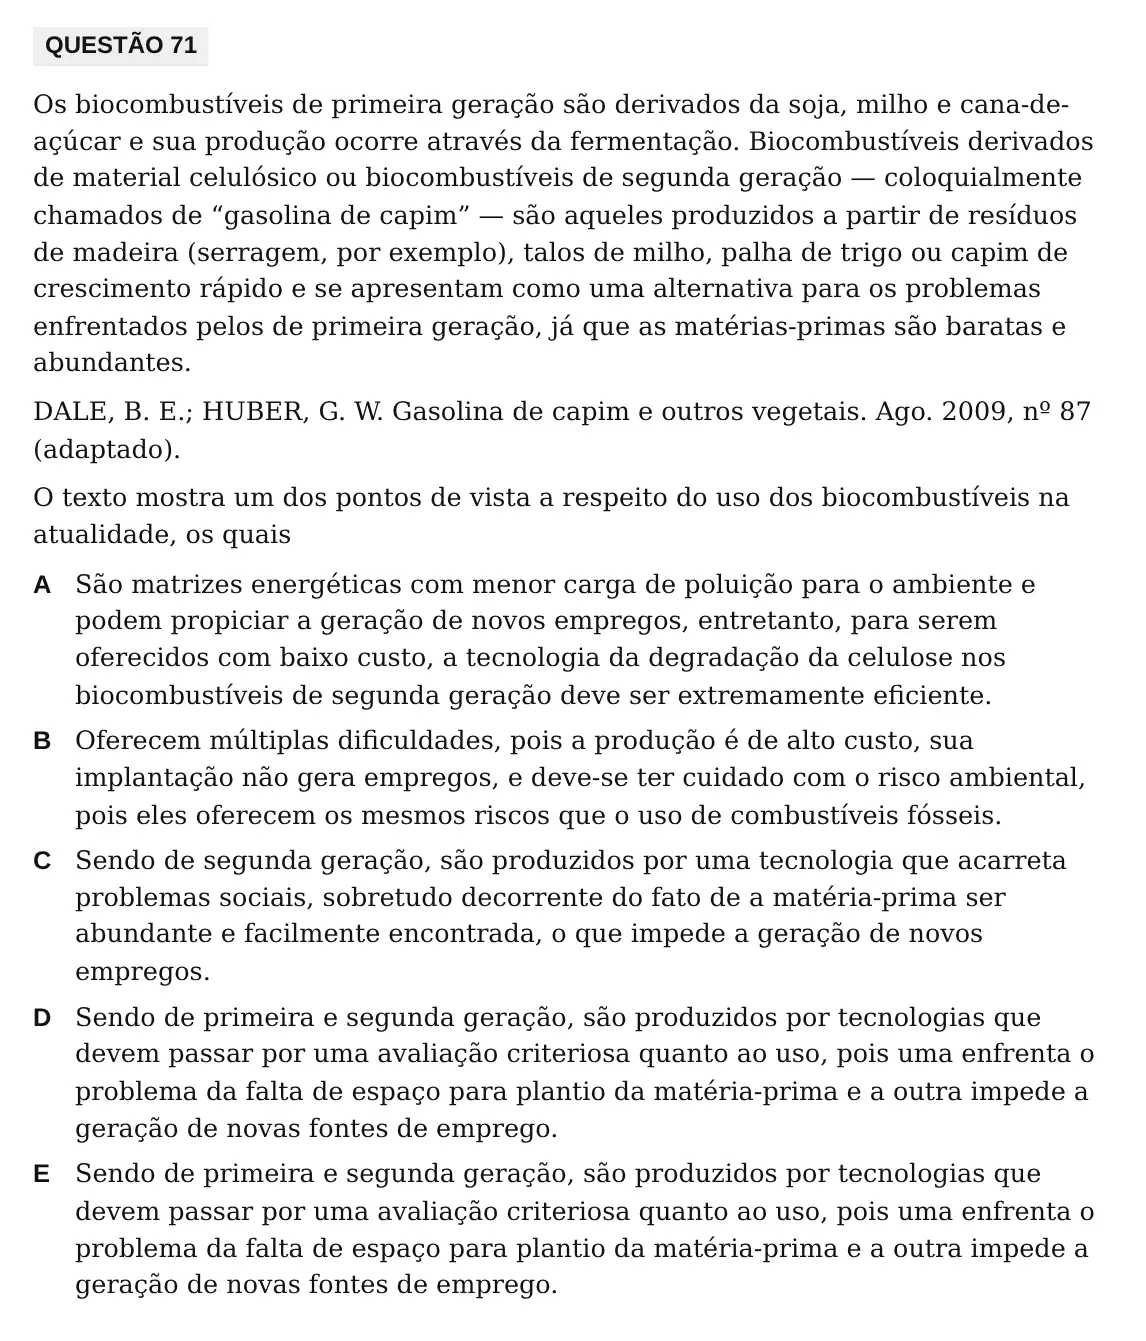 QUESTÃO 71
Os biocombustíveis de primeira geração são derivados da soja, milho e cana-de-
açúcar e sua produção ocorre através da fermentação. Biocombustíveis derivados
de material celulósico ou biocombustíveis de segunda geração — coloquialmente
chamados de “gasolina de capim” — são aqueles produzidos a partir de resíduos
de madeira (serragem, por exemplo), talos de milho, palha de trigo ou capim de
crescimento rápido e se apresentam como uma alternativa para os problemas
enfrentados pelos de primeira geração, já que as matérias-primas são baratas e
abundantes.
DALE, B. E.; HUBER, G. W. Gasolina de capim e outros vegetais. Ago. 2009, nº 87
(adaptado).
O texto mostra um dos pontos de vista a respeito do uso dos biocombustíveis na
atualidade, os quais
A São matrizes energéticas com menor carga de poluição para o ambiente e
podem propiciar a geração de novos empregos, entretanto, para serem
oferecidos com baixo custo, a tecnologia da degradação da celulose nos
biocombustíveis de segunda geração deve ser extremamente eficiente.
B Oferecem múltiplas dificuldades, pois a produção é de alto custo, sua
implantação não gera empregos, e deve-se ter cuidado com o risco ambiental,
pois eles oferecem os mesmos riscos que o uso de combustíveis fósseis.
C Sendo de segunda geração, são produzidos por uma tecnologia que acarreta
problemas sociais, sobretudo decorrente do fato de a matéria-prima ser
abundante e facilmente encontrada, o que impede a geração de novos
empregos.
D Sendo de primeira e segunda geração, são produzidos por tecnologias que
devem passar por uma avaliação criteriosa quanto ao uso, pois uma enfrenta o
problema da falta de espaço para plantio da matéria-prima e a outra impede a
geração de novas fontes de emprego.
E Sendo de primeira e segunda geração, são produzidos por tecnologias que
devem passar por uma avaliação criteriosa quanto ao uso, pois uma enfrenta o
problema da falta de espaço para plantio da matéria-prima e a outra impede a
geração de novas fontes de emprego.